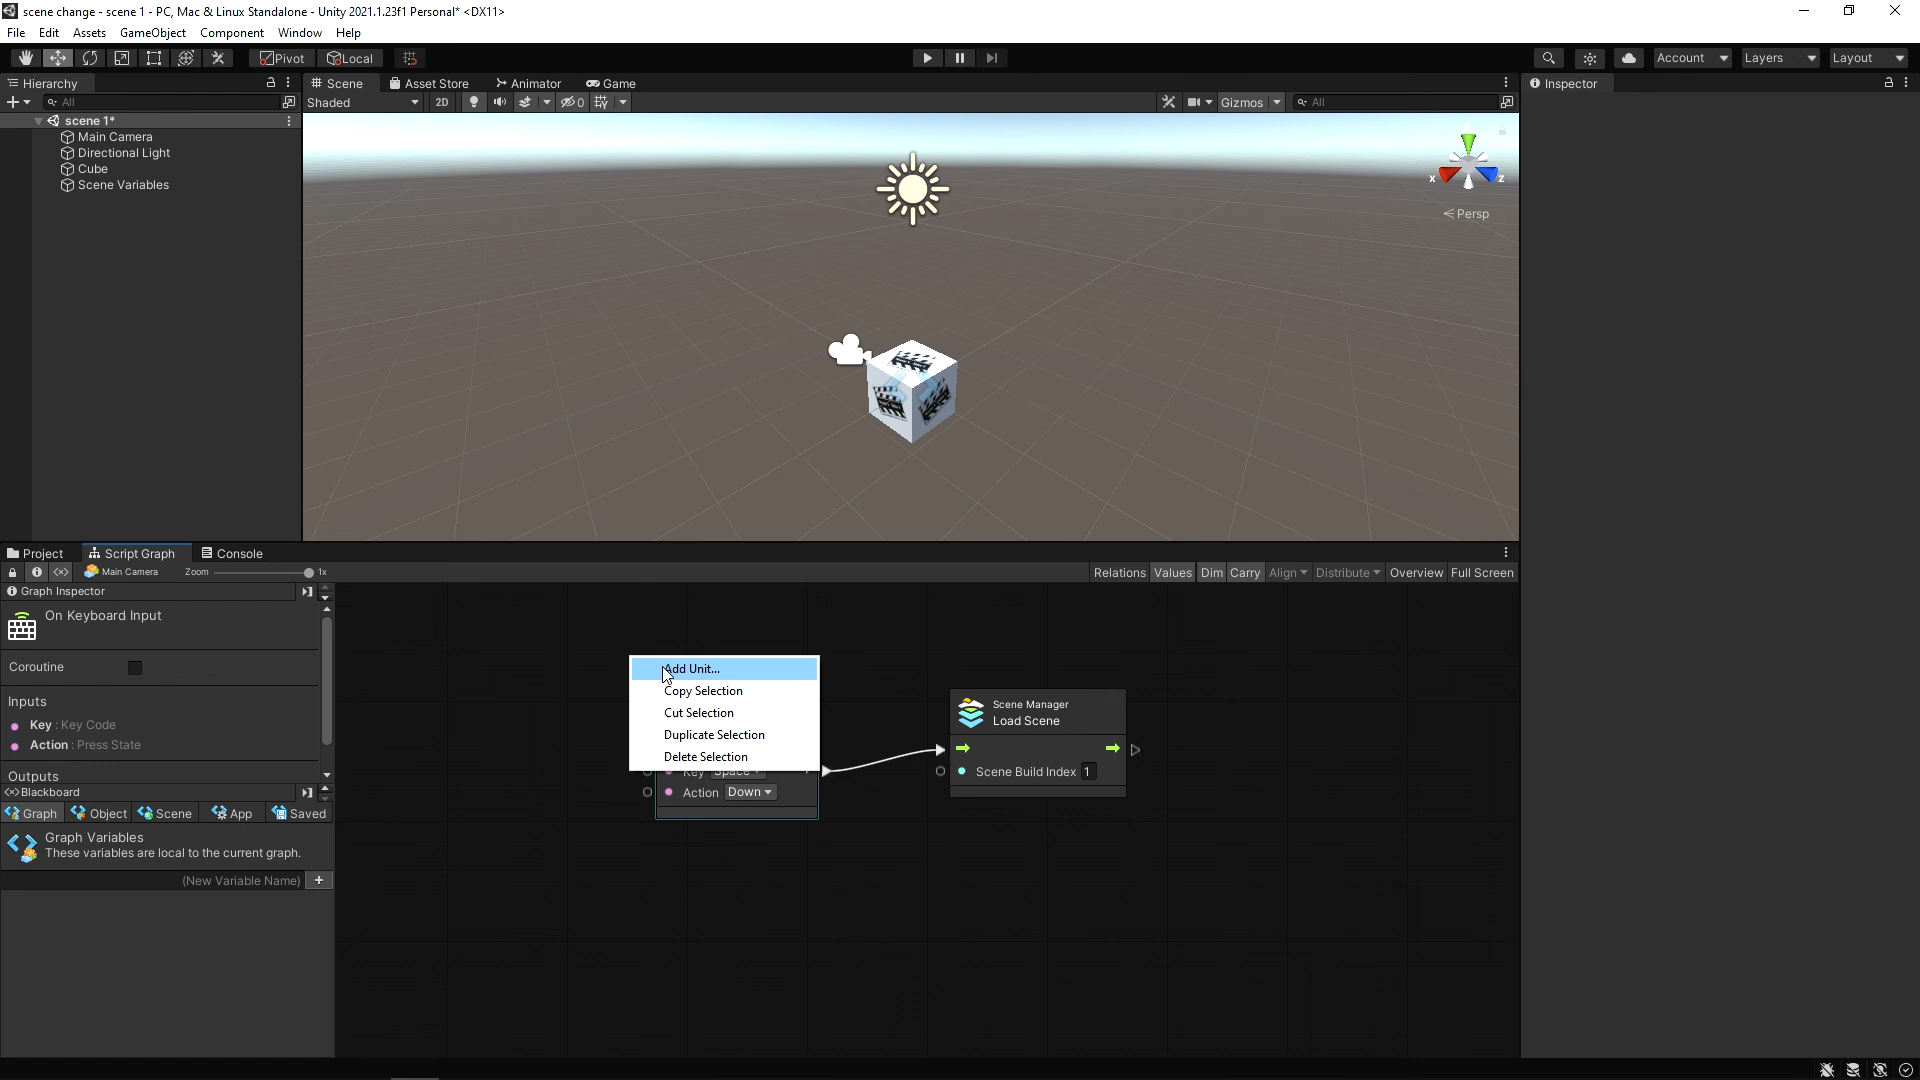 scene change - scene 1 - PC, Mac & Linux Standalone - Unity 2021.1.23f1 Personal* <DX11>
File Edit Assets GameObject Component Window Help
Pivot Local Account Layers Layout
Hierarchy Scene Asset Store Animator Game Inspector
All Shaded 2D 0 Gizmos All
scene 1*
Main Camera
Directional Light
Cube
Scene Variables
X Z
Persp
Project Script Graph Console
Main Camera Zoom 1x Relations Values Dim Carry Align Distribute Overview Full Screen
Graph Inspector
On Keyboard Input
Coroutine
Inputs
Key : Key Code
Action : Press State
Outputs
Blackboard
Graph Object Scene App Saved
Graph Variables
These variables are local to the current graph.
(New Variable Name) +
Add Unit...
Copy Selection
Cut Selection
Duplicate Selection
Delete Selection
Key Space
Action Down
Scene Manager
Load Scene
Scene Build Index 1